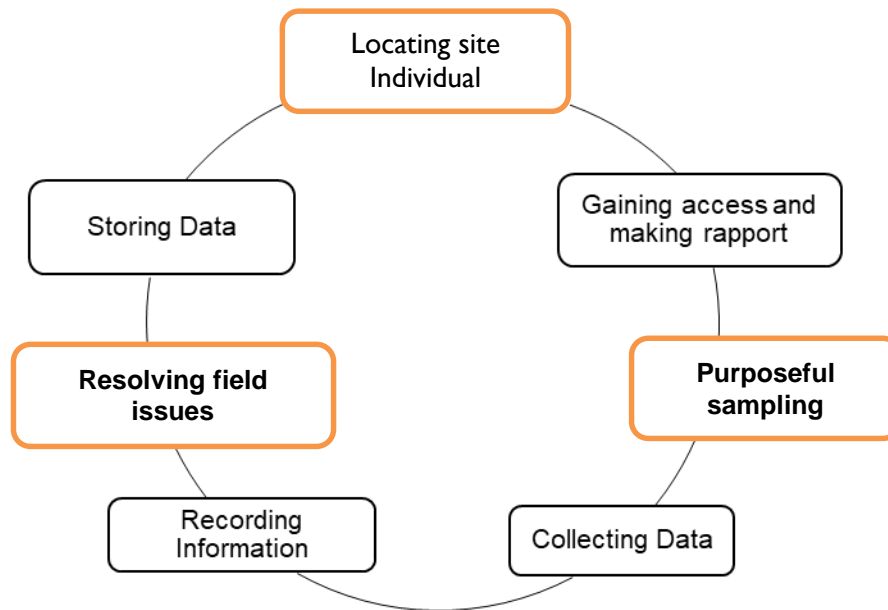 Locating site
Individual
Gaining access and
making rapport
Purposeful
sampling
Collecting Data
Recording
Information
Resolving field
issues
Storing Data